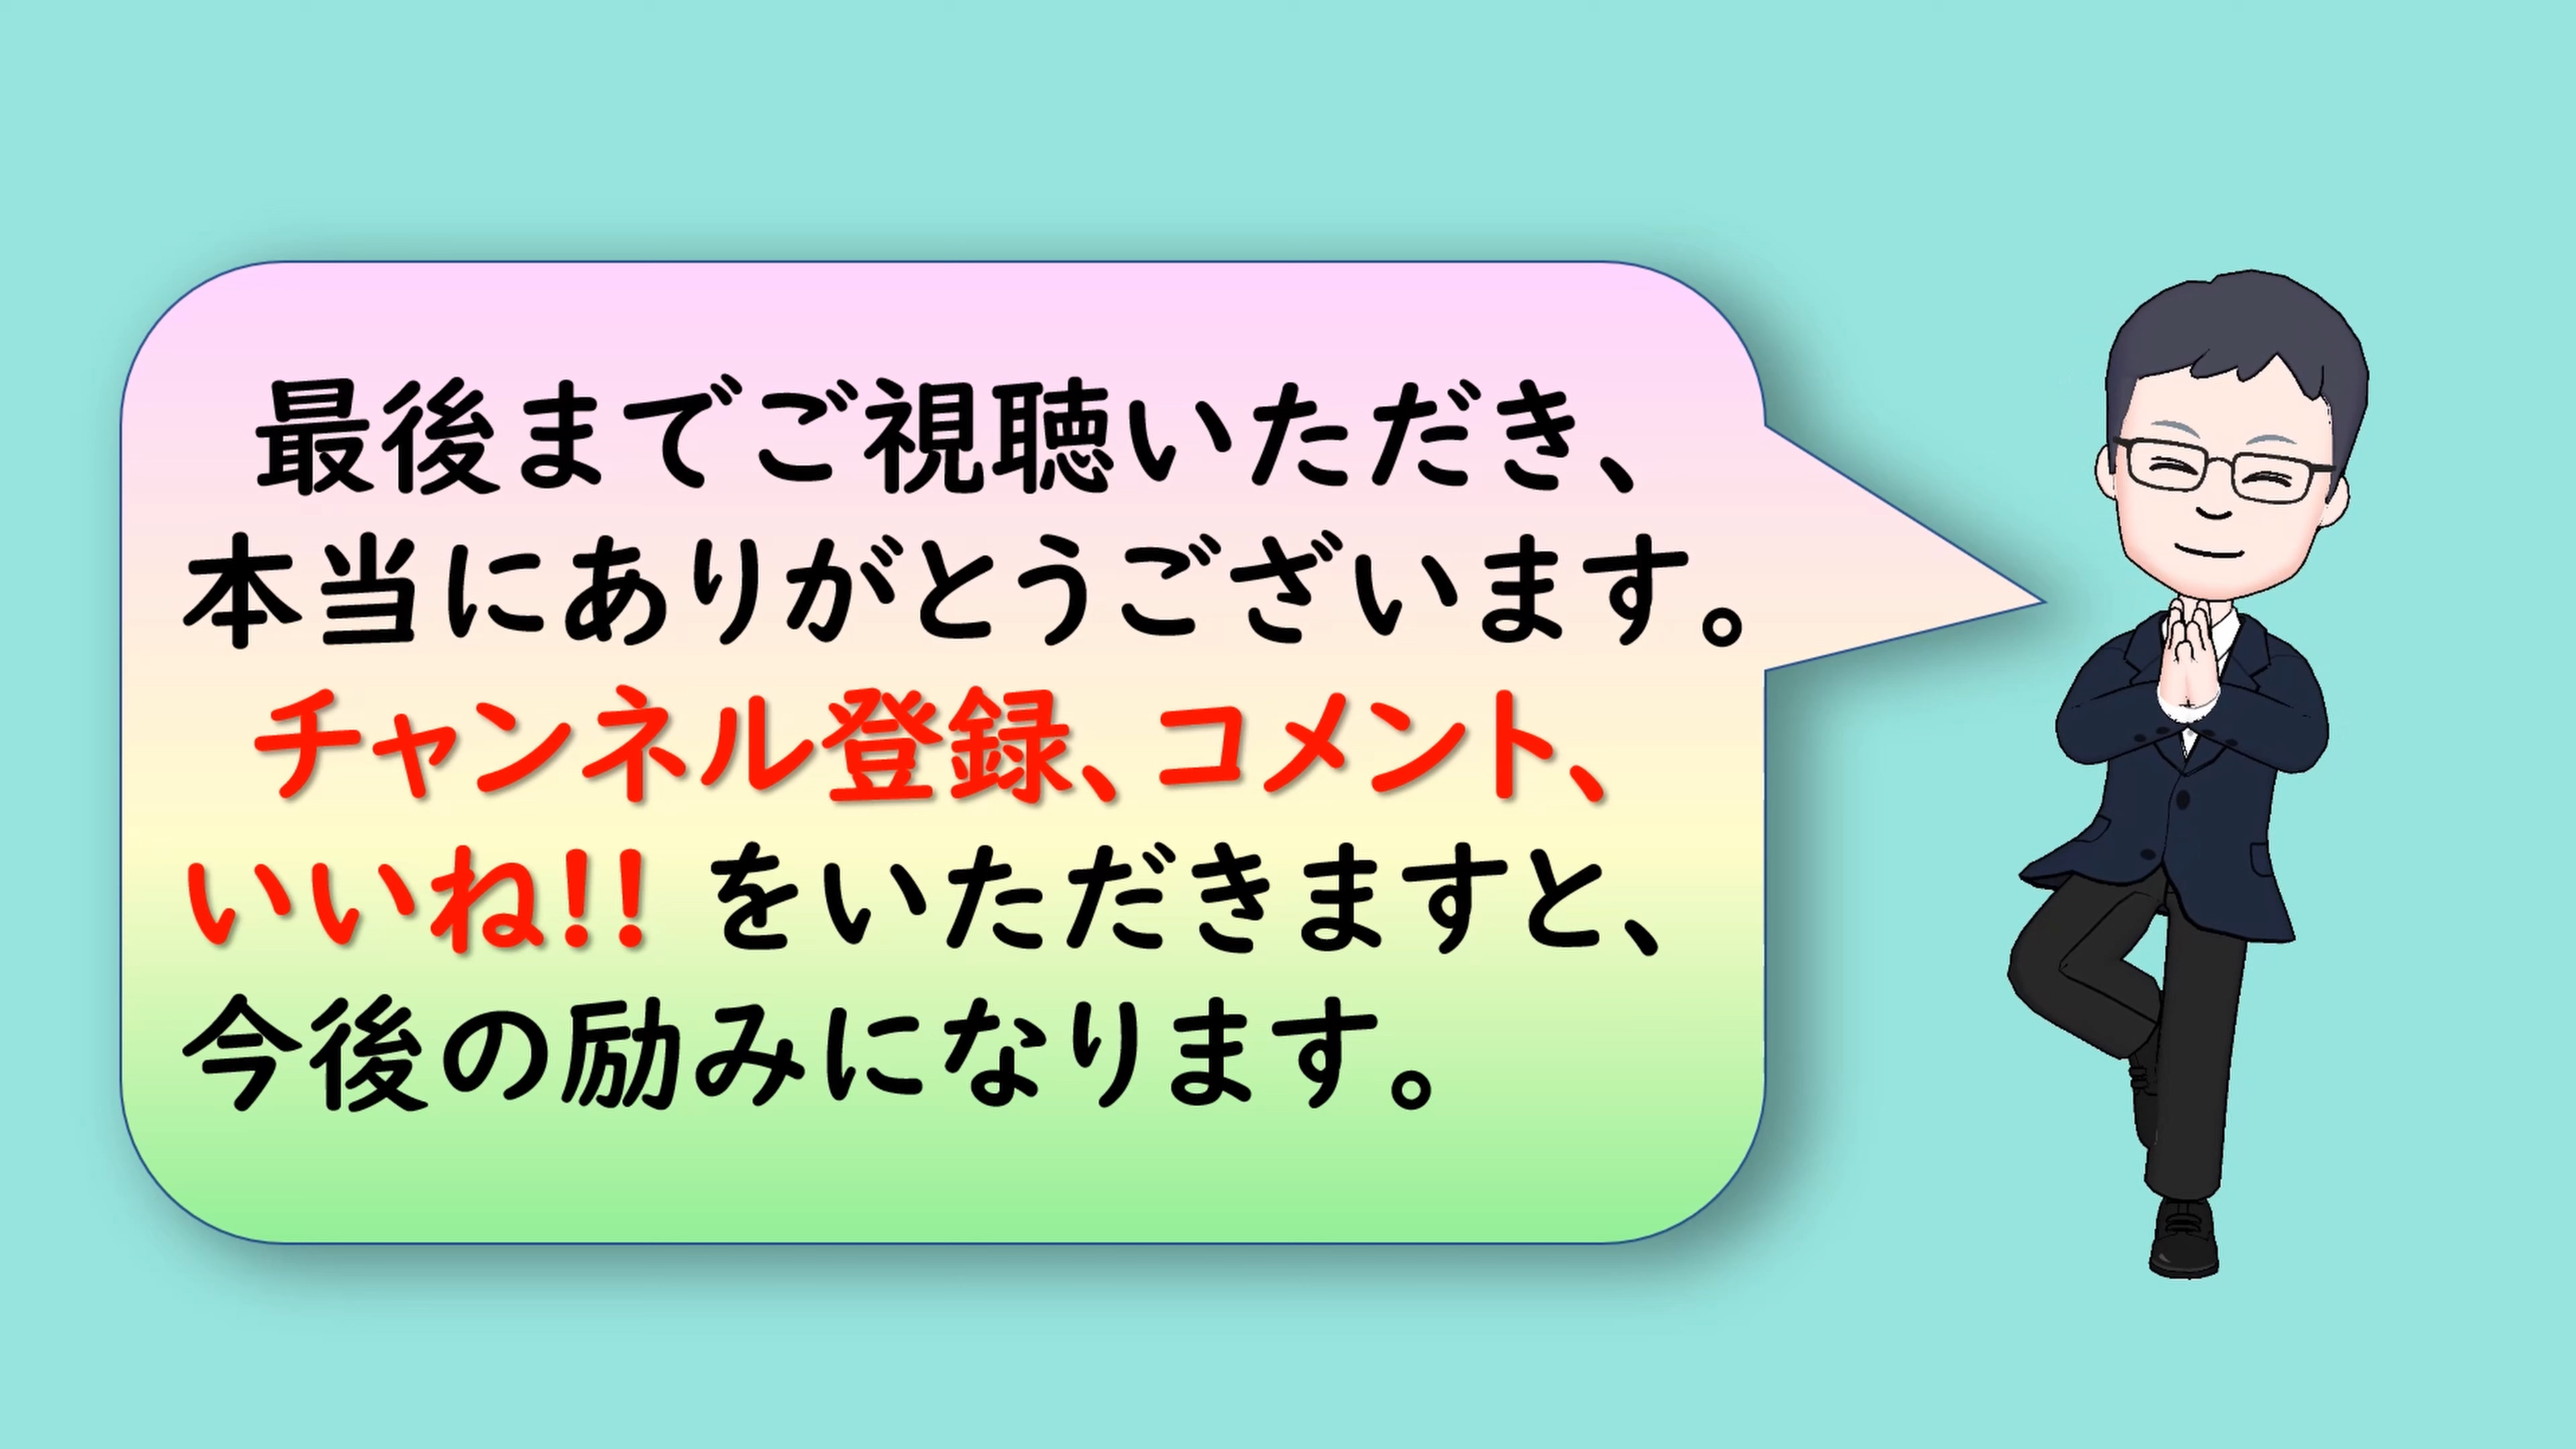 最後までご視聴いただき、
本当にありがとうございます。
チャンネル登録、コメント、
いいね!! をいただきますと、
今後の励みになります。